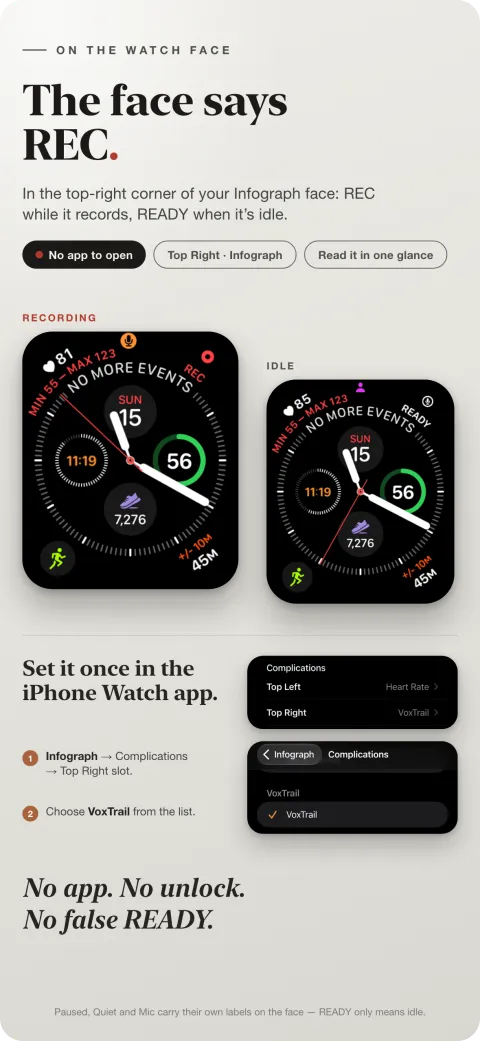 ON THE WATCH FACE
The face says
REC.
In the top-right corner of your Infograph face: REC
while it records, READY when it's idle.
No app to open
Top Right · Infograph
Read it in one glance
RECORDING
81
MIN 55 – MAX 123
NO MORE EVENTS
REC
SUN
15
11:19
56
7,276
+/- 10M
45M
IDLE
85
MIN 55 – MAX 123
NO MORE EVENTS
READY
SUN
15
11:19
56
7,276
+/- 10M
45M
Set it once in the
iPhone Watch app.
1 Infograph → Complications
→ Top Right slot.
2 Choose VoxTrail from the list.
Complications
Top Left Heart Rate
Top Right VoxTrail
Infograph Complications
VoxTrail
VoxTrail
No app. No unlock.
No false READY.
Paused, Quiet and Mic carry their own labels on the face — READY only means idle.